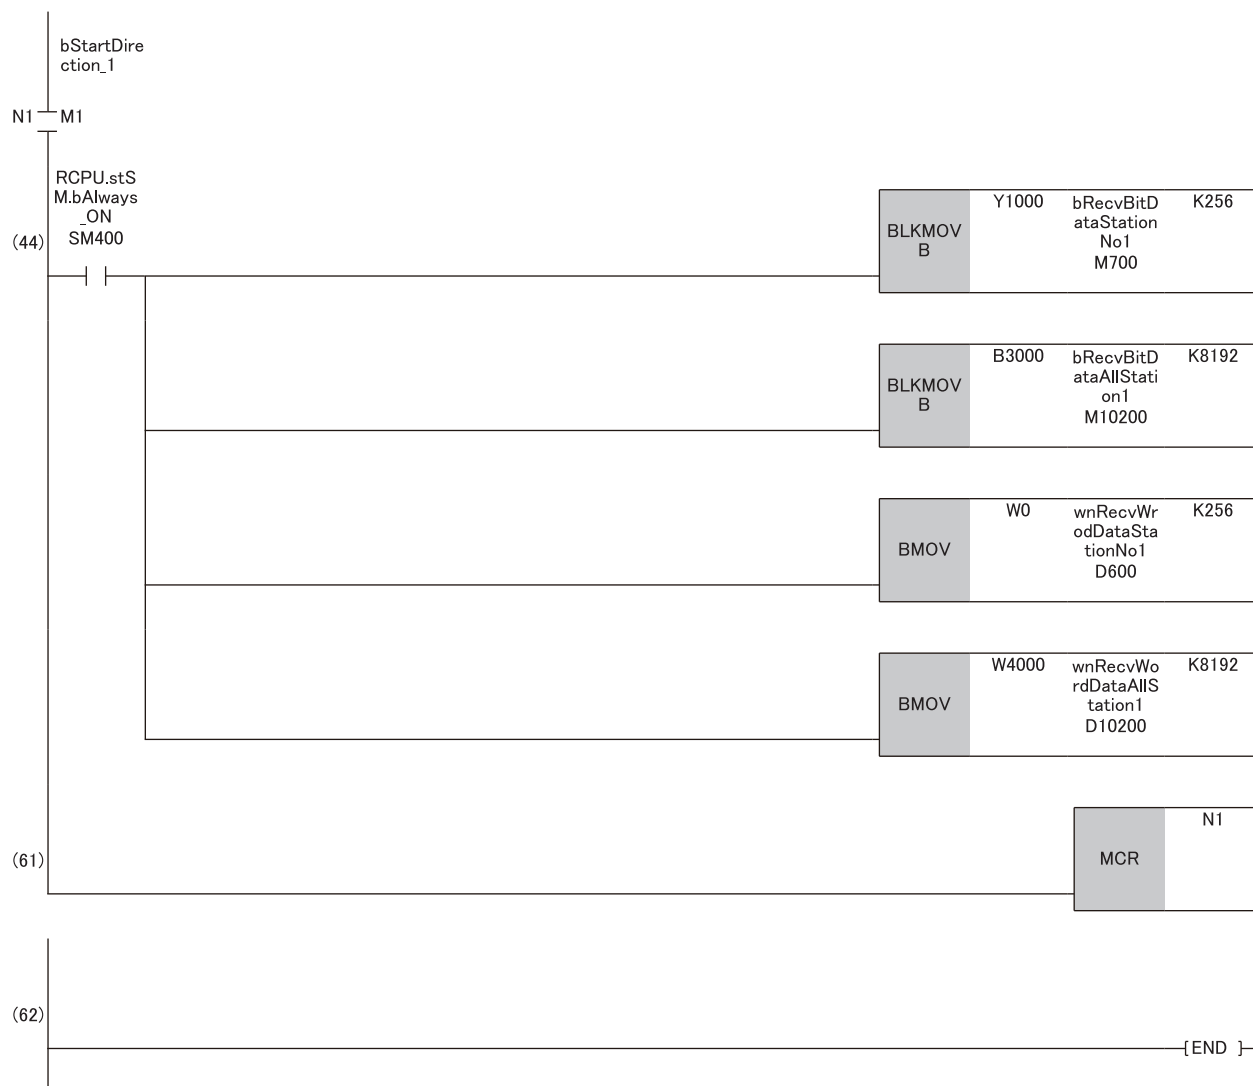 bStartDire
ction_1
N1 M1
RCPU.stS
M.bAlways
_ON
SM400
(44)
BLKMOV
B
Y1000
bRecvBitD
ataStation
No1
M700
K256
BLKMOV
B
B3000
bRecvBitD
ataAllStati
on1
M10200
K8192
BMOV
W0
wnRecvWr
odDataSta
tionNo1
D600
K256
BMOV
W4000
wnRecvWo
rdDataAllS
tation1
D10200
K8192
(61)
MCR
N1
(62)
[END ]